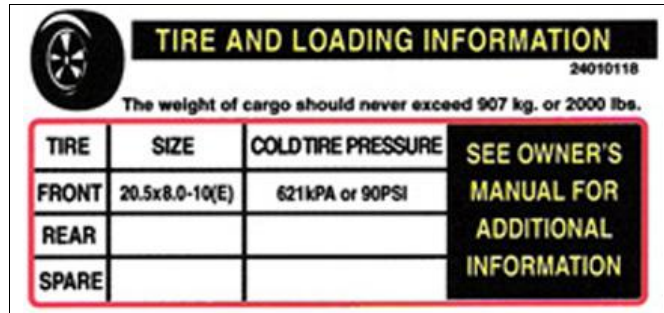 TIRE AND LOADING INFORMATION
24010118
The weight of cargo should never exceed 907 kg. or 2000 lbs.
TIRE SIZE COLD TIRE PRESSURE
FRONT 20.5x8.0-10(E) 621kPA or 90PSI
REAR
SPARE
SEE OWNER'S
MANUAL FOR
ADDITIONAL
INFORMATION